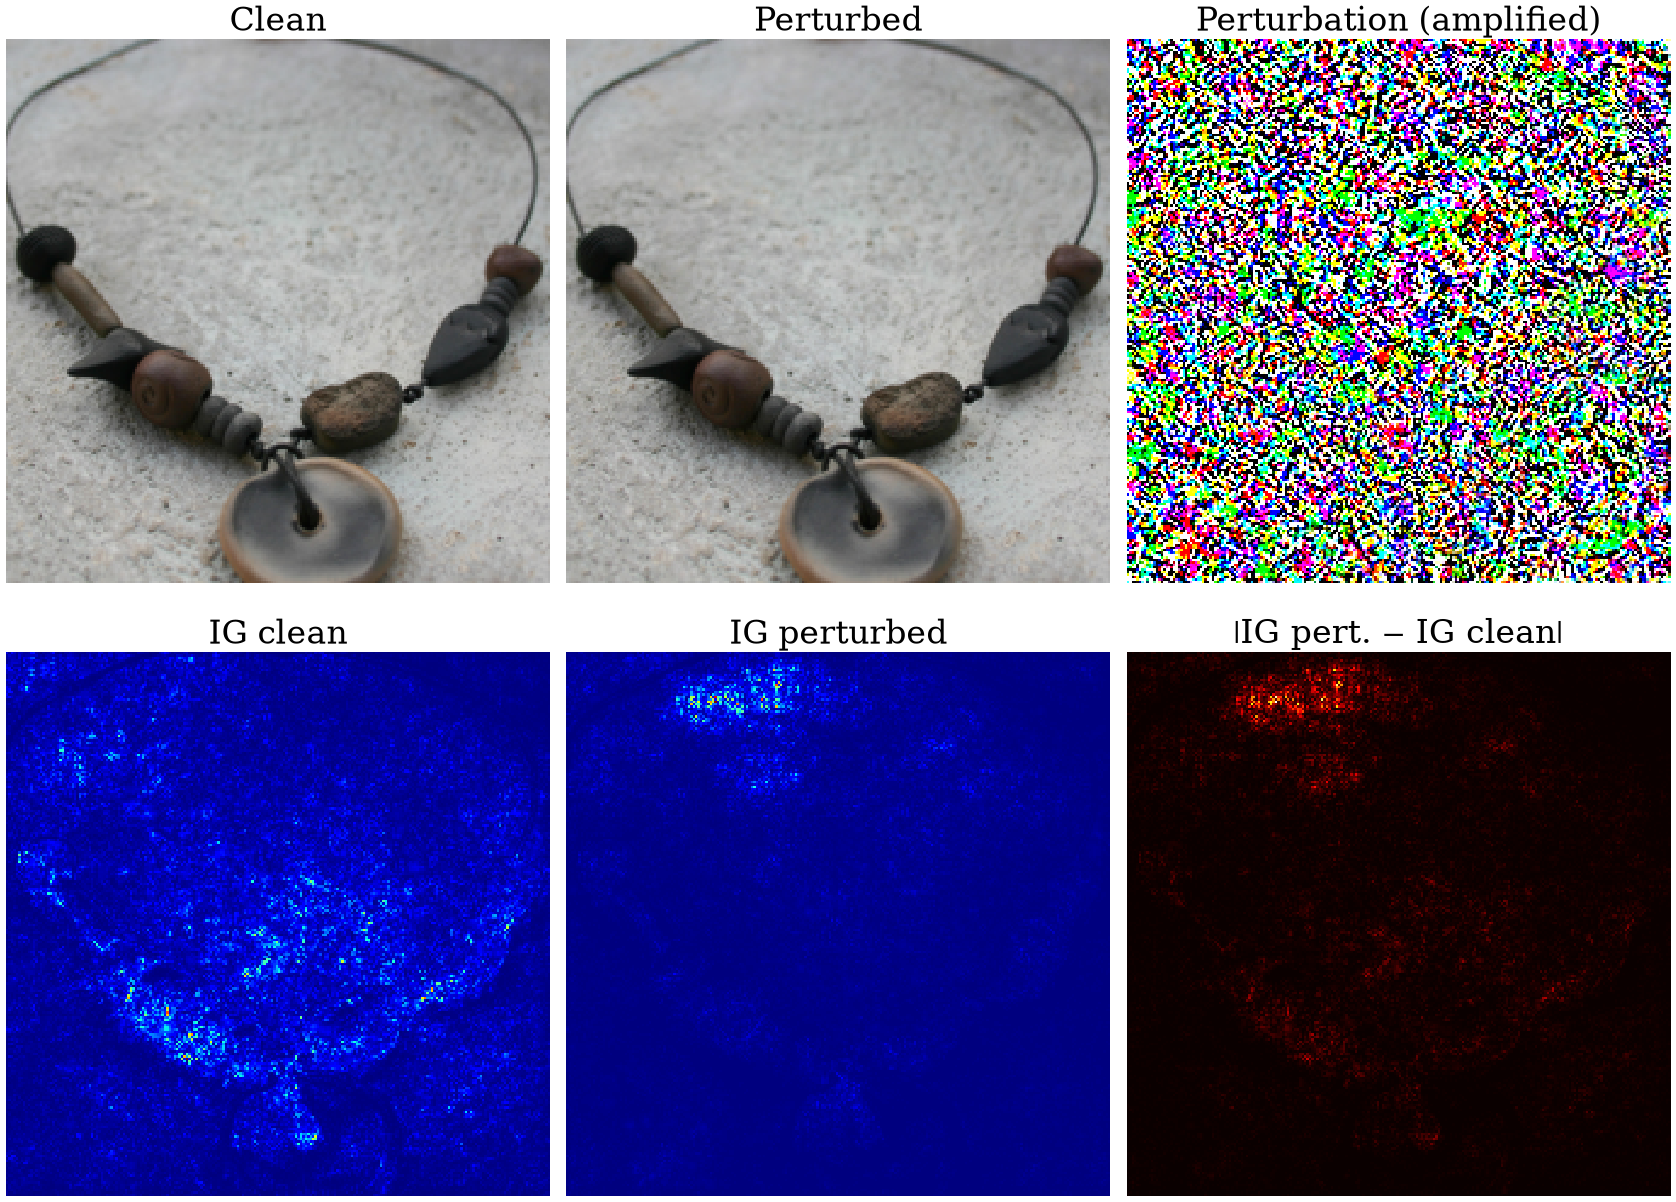 Clean
Perturbed
Perturbation (amplified)
IG clean
IG perturbed
|IG pert. − IG clean|